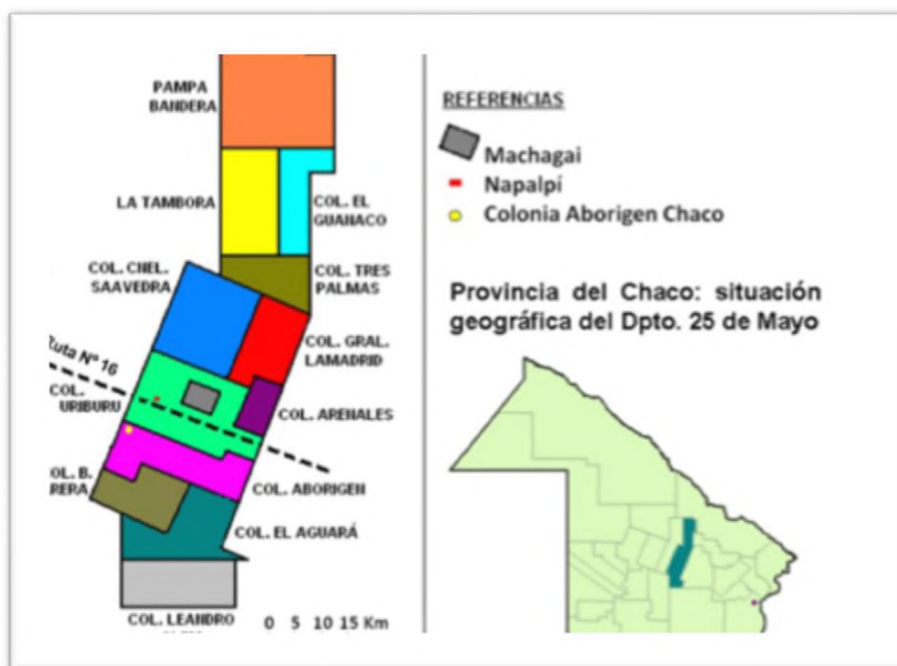 PAMPA
BANDERA
LA TAMBORA
COL. EL
GUANACO
COL. CNEL.
SAAVEDRA
COL. TRES
PALMAS
COL. GRAL.
LAMADRID
Ruta Nº 16
COL.
URIBURU
COL. ARENALES
OL. B.
RERA
COL. ABORIGEN
COL. EL AGUARÁ
COL. LEANDRO
0 5 10 15 Km
REFERENCIAS
Machagai
Napalpí
Colonia Aborigen Chaco
Provincia del Chaco: situación
geográfica del Dpto. 25 de Mayo